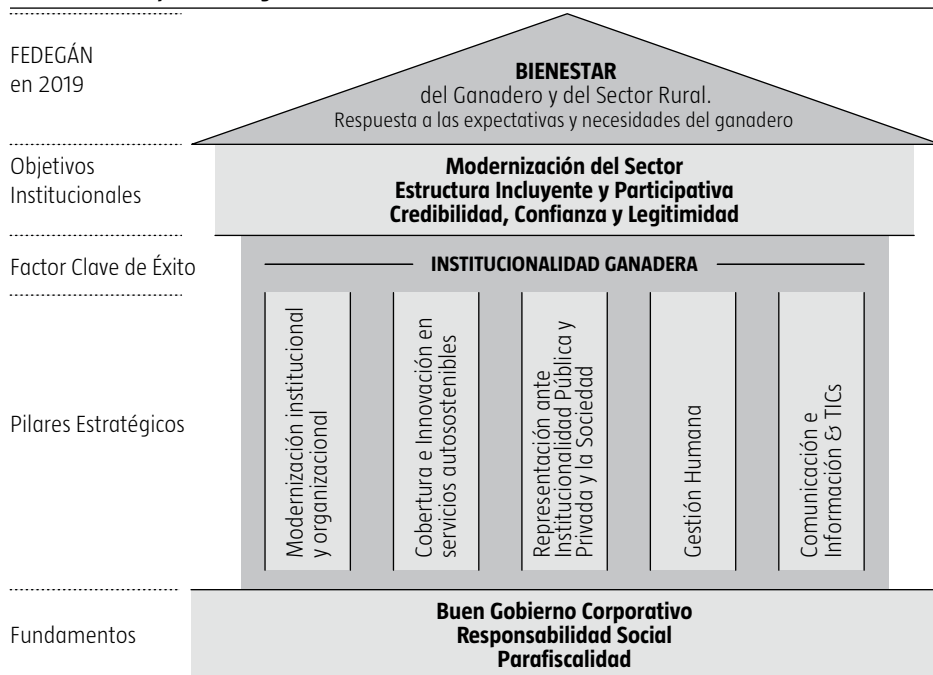 FEDEGÁN
en 2019
BIENESTAR
del Ganadero y del Sector Rural.
Respuesta a las expectativas y necesidades del ganadero
Objetivos
Institucionales
Modernización del Sector
Estructura Incluyente y Participativa
Credibilidad, Confianza y Legitimidad
Factor Clave de Éxito
INSTITUCIONALIDAD GANADERA
Pilares Estratégicos
Modernización institucional
y organizacional
Cobertura e Innovación en
servicios autosostenibles
Representación ante
Institucionalidad Pública y
Privada y la Sociedad
Gestión Humana
Comunicación e
Información & TICs
Fundamentos
Buen Gobierno Corporativo
Responsabilidad Social
Parafiscalidad